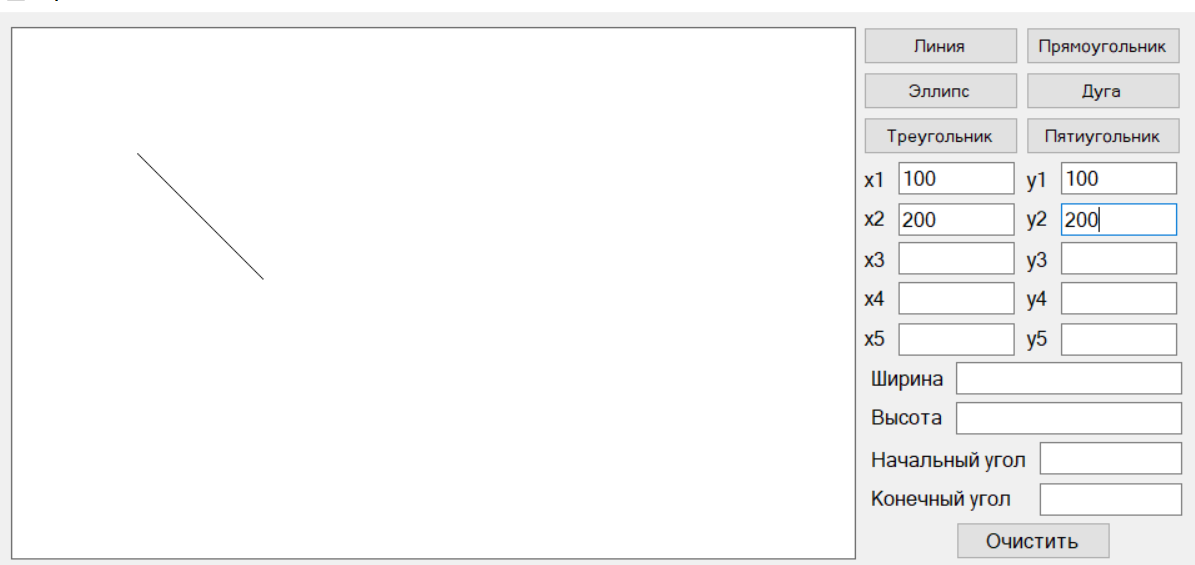 Линия Прямоугольник
Эллипс Дуга
Треугольник Пятиугольник
x1 100 y1 100
x2 200 y2 200
x3 y3
x4 y4
x5 y5
Ширина
Высота
Начальный угол
Конечный угол
Очистить